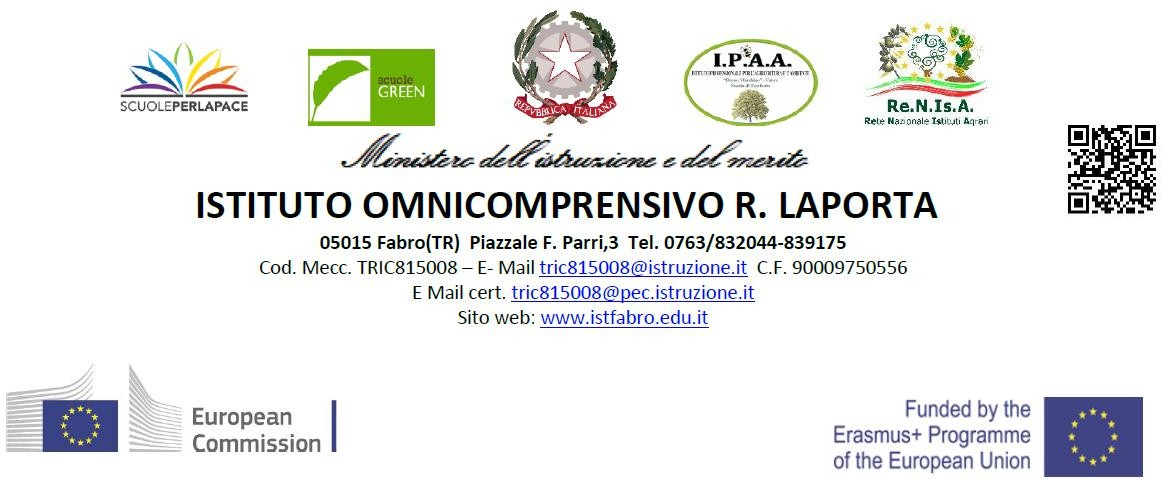 SCUOLEPERLAPACE
scuole
GREEN
REPVBBLICA ITALIANA
I.P.A.A.
Re.N.Is.A.
Rete Nazionale Istituti Agrari
Ministero dell'istruzione e del merito
ISTITUTO OMNICOMPRENSIVO R. LAPORTA
05015 Fabro(TR) Piazzale F. Parri,3 Tel. 0763/832044-839175
Cod. Mecc. TRIC815008 – E- Mail tric815008@istruzione.it C.F. 90009750556
E Mail cert. tric815008@pec.istruzione.it
Sito web: www.istfabro.edu.it
European
Commission
Funded by the
Erasmus+ Programme
of the European Union